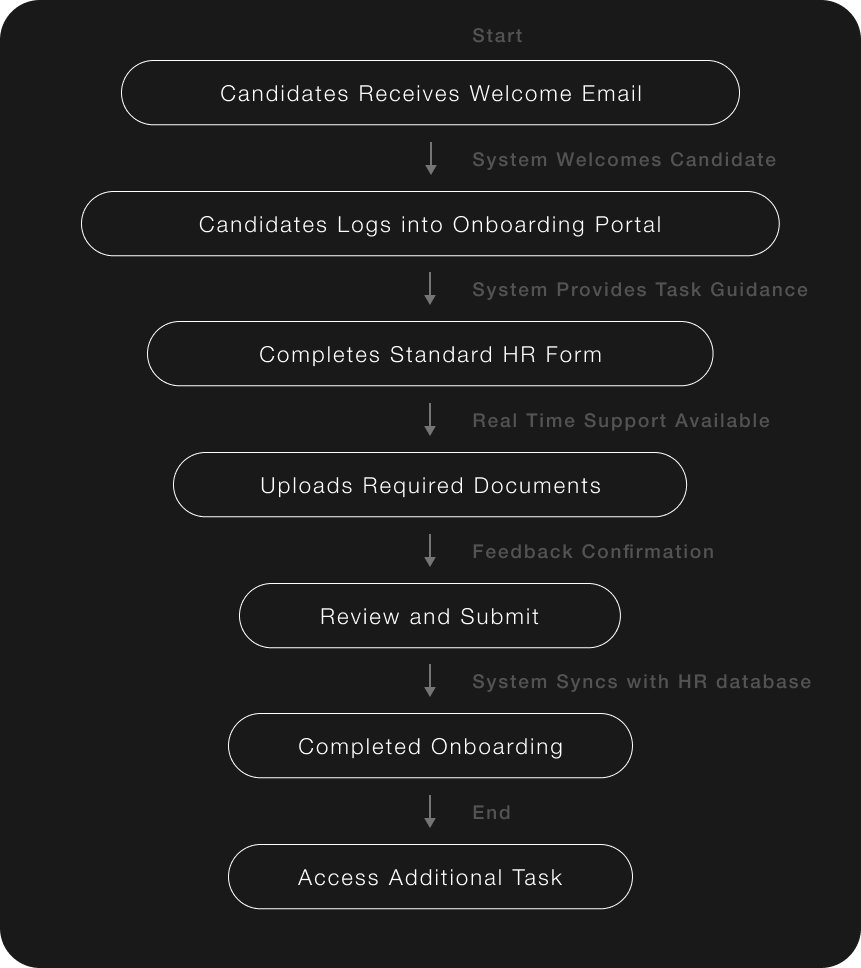 Start
Candidates Receives Welcome Email
System Welcomes Candidate
Candidates Logs into Onboarding Portal
System Provides Task Guidance
Completes Standard HR Form
Real Time Support Available
Uploads Required Documents
Feedback Confirmation
Review and Submit
System Syncs with HR database
Completed Onboarding
End
Access Additional Task